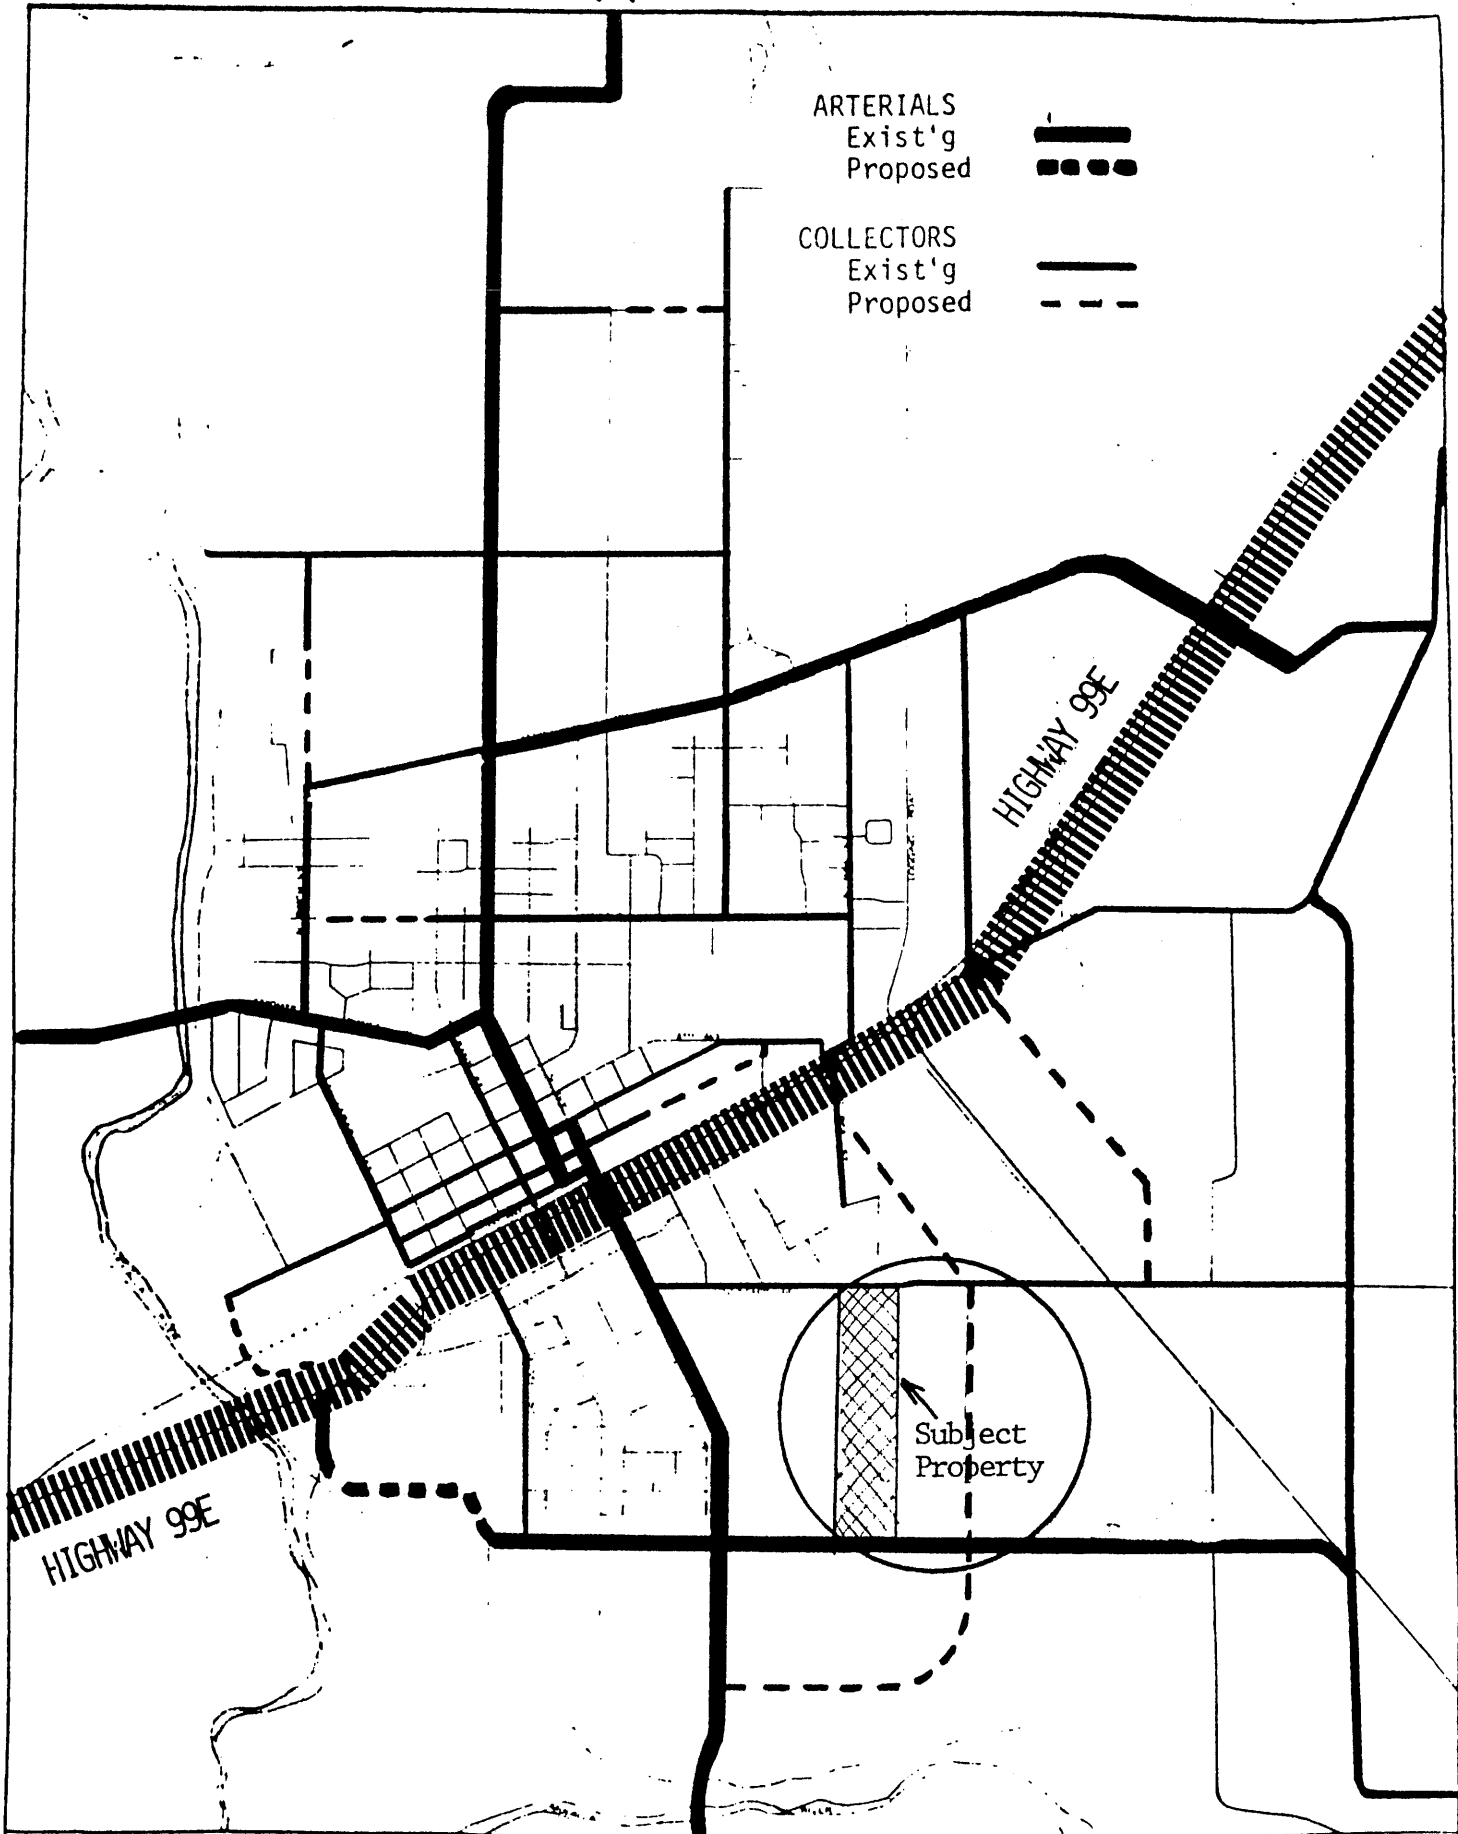 ARTERIALS
Exist'g
Proposed
COLLECTORS
Exist'g
Proposed
HIGHWAY 99E
Subject
Property
HIGHWAY 99E